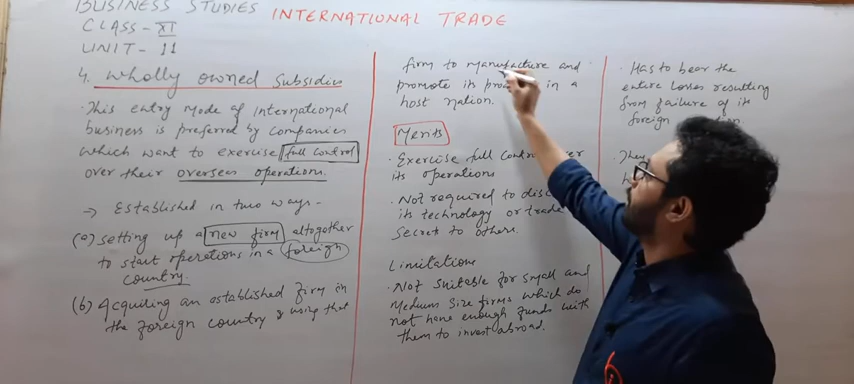 BUSINESS STUDIES
INTERNATIONAL TRADE
CLASS - XI
UNIT - 11
4. Wholly owned Subsidies
This entry mode of International
business is preferred by companies
which want to exercise full control
over their overseas operations.
→ Established in two ways -
(a) Setting up a new firm altogether
to start operations in a foreign
country.
(b) Acquiring an established firm in
the foreign country & using that
firm to manufacture and
promote its in a
host nation.
Merits
· Exercise full
its operations
· Not required to
its technology or trade
secret to others.
Limitations
· Not Suitable for small and
Medium size firms which do
not have enough funds with
them to invest abroad.
· Has to bear the
entire losses resulting
from failure of its
foreign
· They